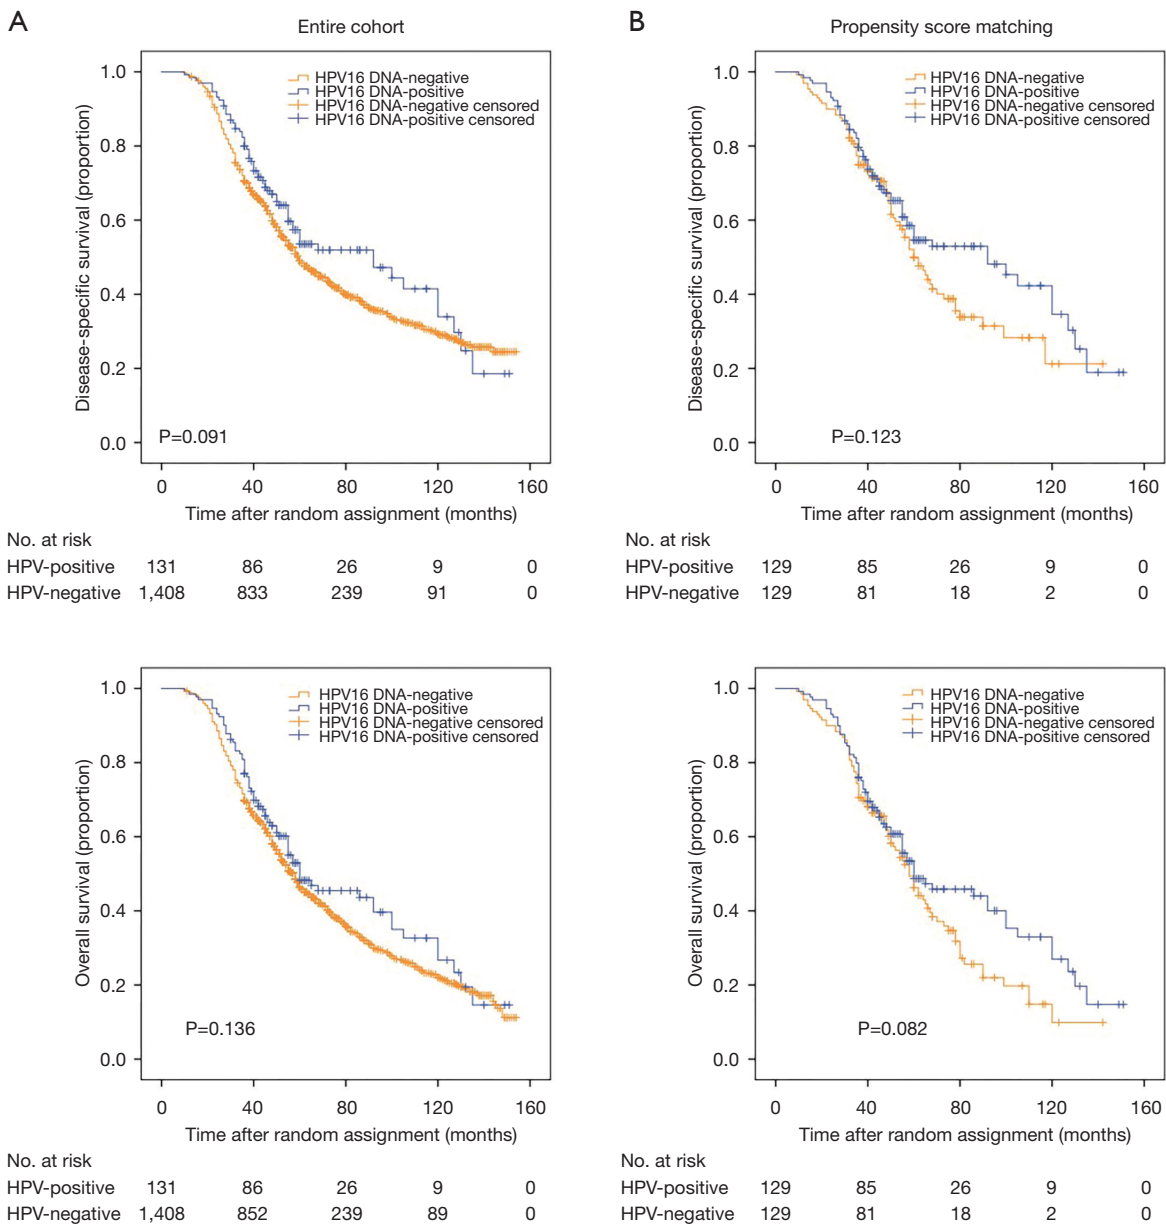 A
Entire cohort
1.0
0.8
0.6
0.4
0.2
0.0
Disease-specific survival (proportion)
HPV16 DNA-negative
HPV16 DNA-positive
HPV16 DNA-negative censored
HPV16 DNA-positive censored
P=0.091
0 40 80 120 160
Time after random assignment (months)
No. at risk
HPV-positive 131 86 26 9 0
HPV-negative 1,408 833 239 91 0
B
Propensity score matching
1.0
0.8
0.6
0.4
0.2
0.0
Disease-specific survival (proportion)
HPV16 DNA-negative
HPV16 DNA-positive
HPV16 DNA-negative censored
HPV16 DNA-positive censored
P=0.123
0 40 80 120 160
Time after random assignment (months)
No. at risk
HPV-positive 129 85 26 9 0
HPV-negative 129 81 18 2 0
1.0
0.8
0.6
0.4
0.2
0.0
Overall survival (proportion)
HPV16 DNA-negative
HPV16 DNA-positive
HPV16 DNA-negative censored
HPV16 DNA-positive censored
P=0.136
0 40 80 120 160
Time after random assignment (months)
No. at risk
HPV-positive 131 86 26 9 0
HPV-negative 1,408 852 239 89 0
1.0
0.8
0.6
0.4
0.2
0.0
Overall survival (proportion)
HPV16 DNA-negative
HPV16 DNA-positive
HPV16 DNA-negative censored
HPV16 DNA-positive censored
P=0.082
0 40 80 120 160
Time after random assignment (months)
No. at risk
HPV-positive 129 85 26 9 0
HPV-negative 129 81 18 2 0